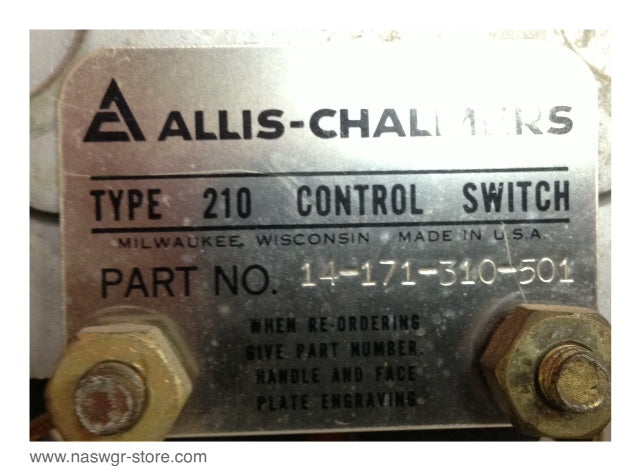 ALLIS-CHALMERS
TYPE 210 CONTROL SWITCH
MILWAUKEE, WISCONSIN MADE IN U.S.A.
PART NO. 14-171-310-501
WHEN RE-ORDERING
GIVE PART NUMBER.
HANDLE AND FACE
PLATE ENGRAVING
www.naswgr-store.com